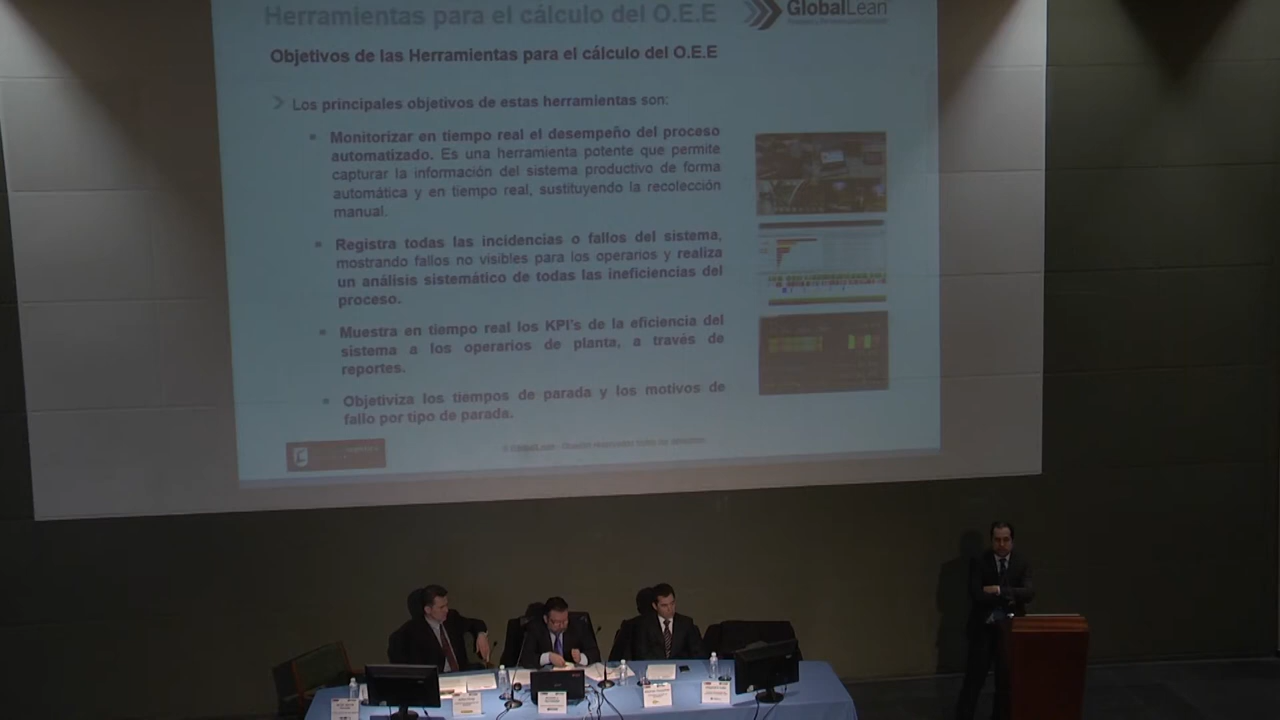 Herramientas para el cálculo del O.E.E
GlobalLean
Objetivos de las Herramientas para el cálculo del O.E.E
Los principales objetivos de estas herramientas son:
Monitorizar en tiempo real el desempeño del proceso
automatizado. Es una herramienta potente que permite
capturar la información del sistema productivo de forma
automática y en tiempo real, sustituyendo la recolección
manual.
Registra todas las incidencias o fallos del sistema,
mostrando fallos no visibles para los operarios y realiza
un análisis sistemático de todas las ineficiencias del
proceso.
Muestra en tiempo real los KPI's de la eficiencia del
sistema a los operarios de planta, a través de
reportes.
Objetiviza los tiempos de parada y los motivos de
fallo por tipo de parada.